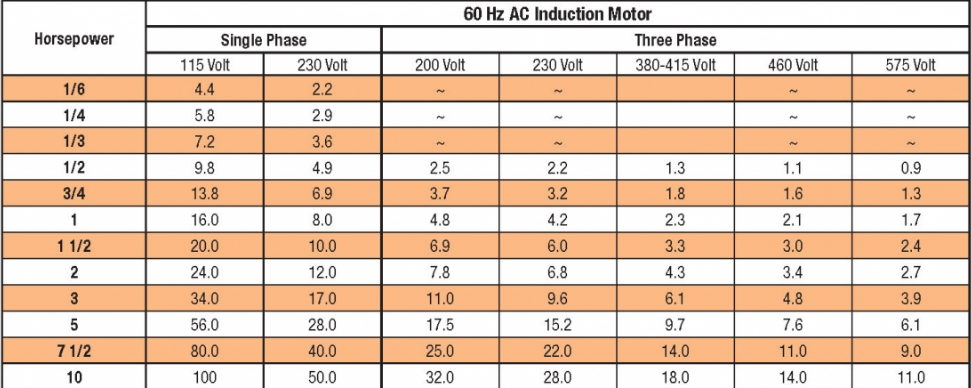 60 Hz AC Induction Motor
Horsepower Single Phase Three Phase
115 Volt 230 Volt 200 Volt 230 Volt 380-415 Volt 460 Volt 575 Volt
1/6 4.4 2.2 ~ ~ ~ ~
1/4 5.8 2.9 ~ ~ ~ ~
1/3 7.2 3.6 ~ ~ ~ ~
1/2 9.8 4.9 2.5 2.2 1.3 1.1 0.9
3/4 13.8 6.9 3.7 3.2 1.8 1.6 1.3
1 16.0 8.0 4.8 4.2 2.3 2.1 1.7
1 1/2 20.0 10.0 6.9 6.0 3.3 3.0 2.4
2 24.0 12.0 7.8 6.8 4.3 3.4 2.7
3 34.0 17.0 11.0 9.6 6.1 4.8 3.9
5 56.0 28.0 17.5 15.2 9.7 7.6 6.1
7 1/2 80.0 40.0 25.0 22.0 14.0 11.0 9.0
10 100 50.0 32.0 28.0 18.0 14.0 11.0